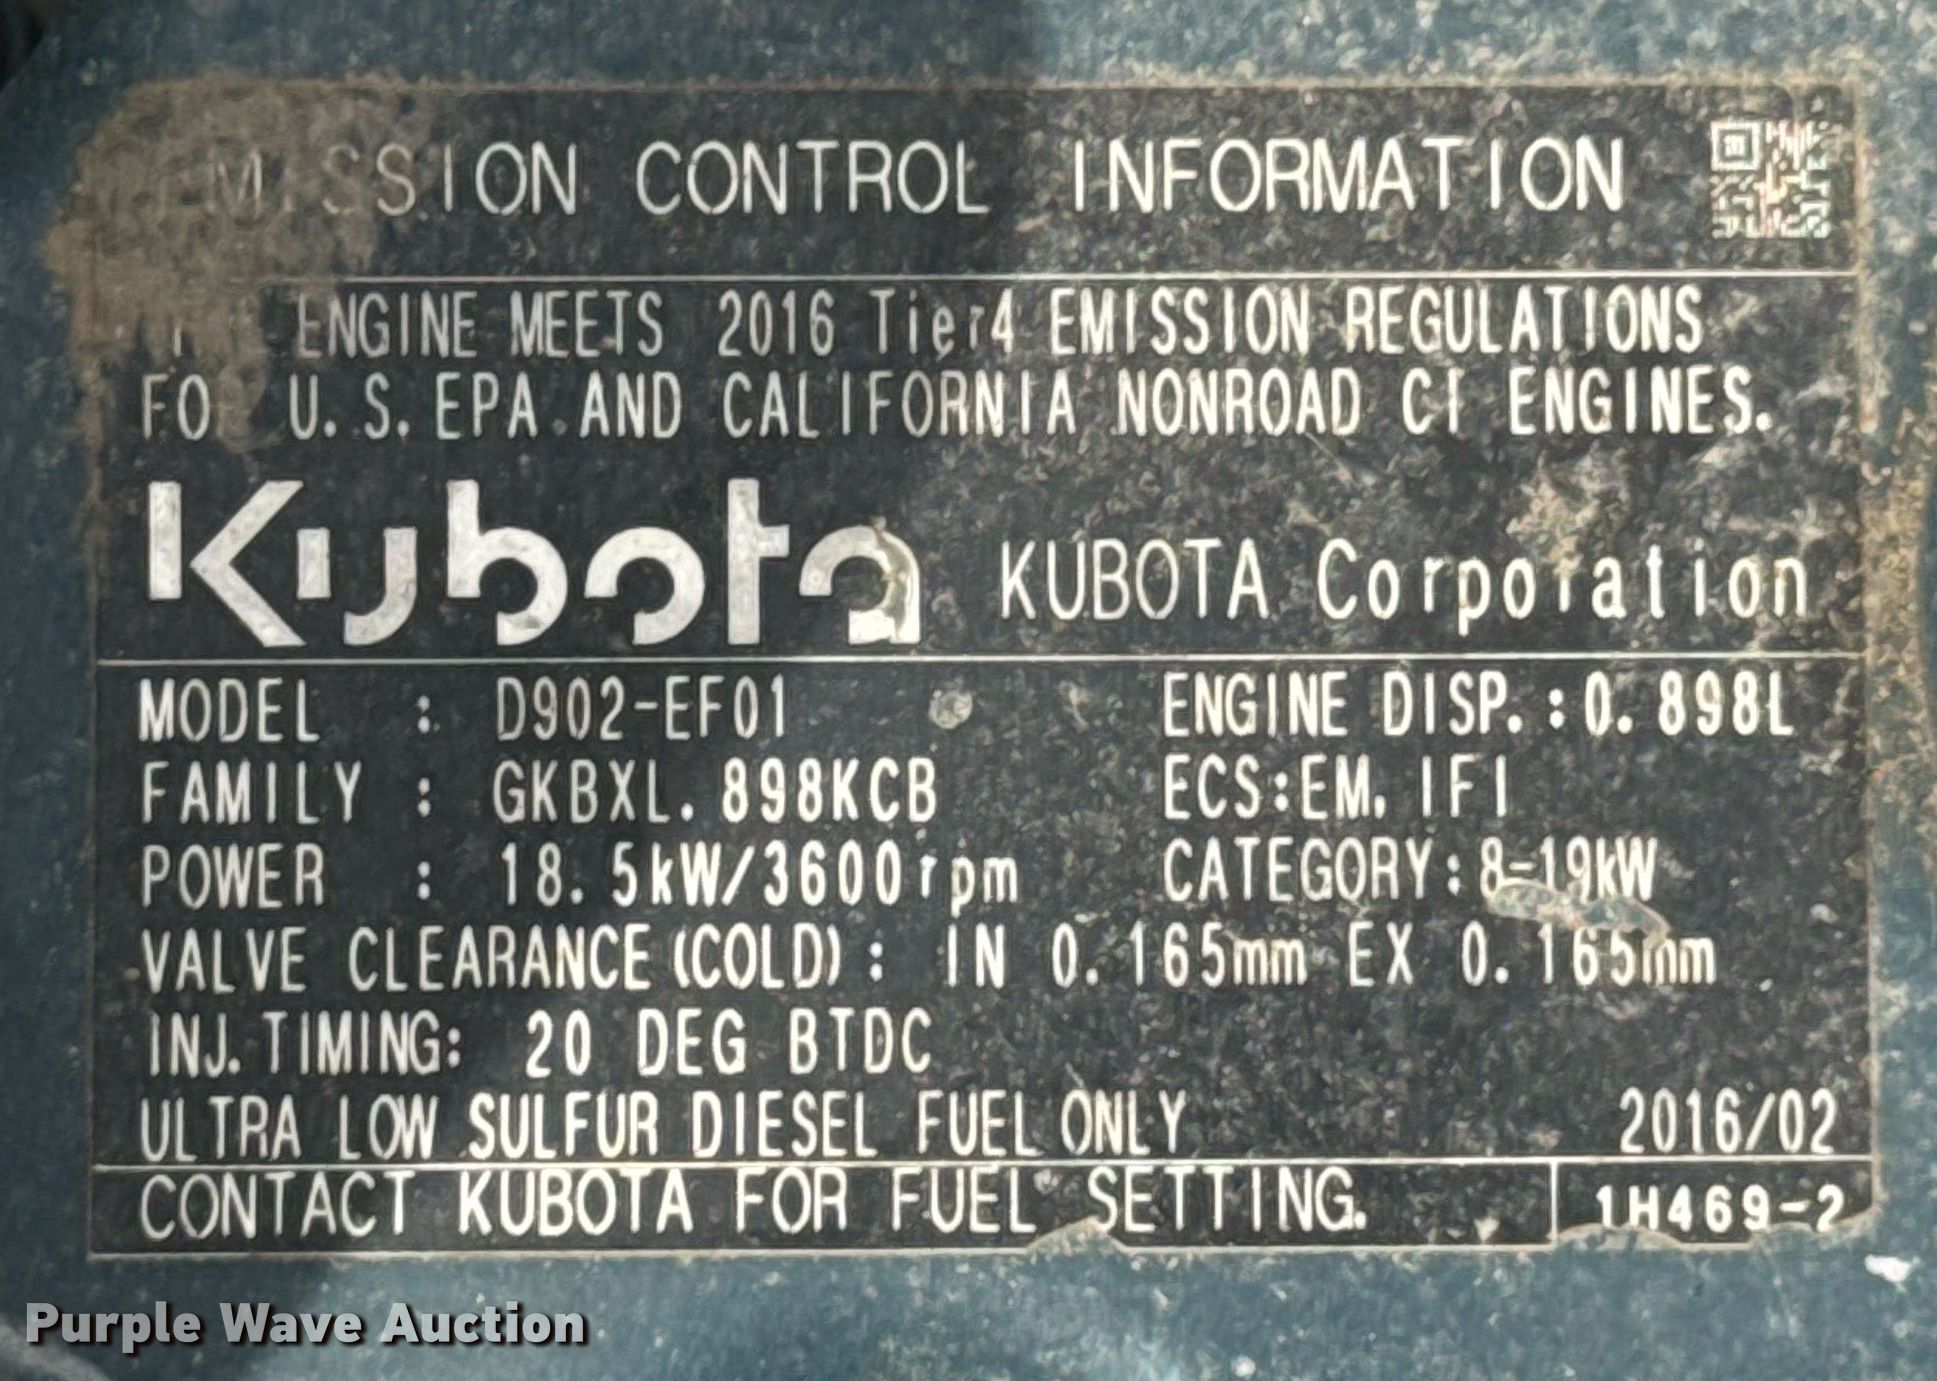 EMISSION CONTROL INFORMATION
ENGINE MEETS 2016 Tier4 EMISSION REGULATIONS
FO U.S.EPA AND CALIFORNIA NONROAD CI ENGINES.
Kubota KUBOTA Corporation
MODEL : D902-EF01 ENGINE DISP.:0.898L
FAMILY : GKBXL.898KCB ECS:EM, IFI
POWER : 18.5kW/3600rpm CATEGORY:8-19kW
VALVE CLEARANCE(COLD): IN 0.165mm EX 0.165mm
INJ.TIMING: 20 DEG BTDC
ULTRA LOW SULFUR DIESEL FUEL ONLY 2016/02
CONTACT KUBOTA FOR FUEL SETTING. 1H469-2
Purple Wave Auction